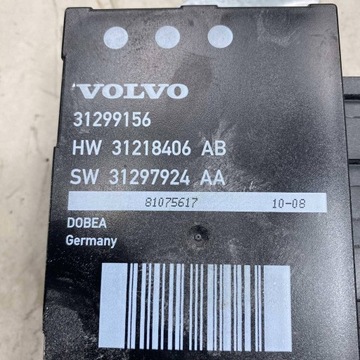 VOLVO
31299156
HW 31218406 AB
SW 31297924 AA
81075617 10-08
DOBEA
Germany